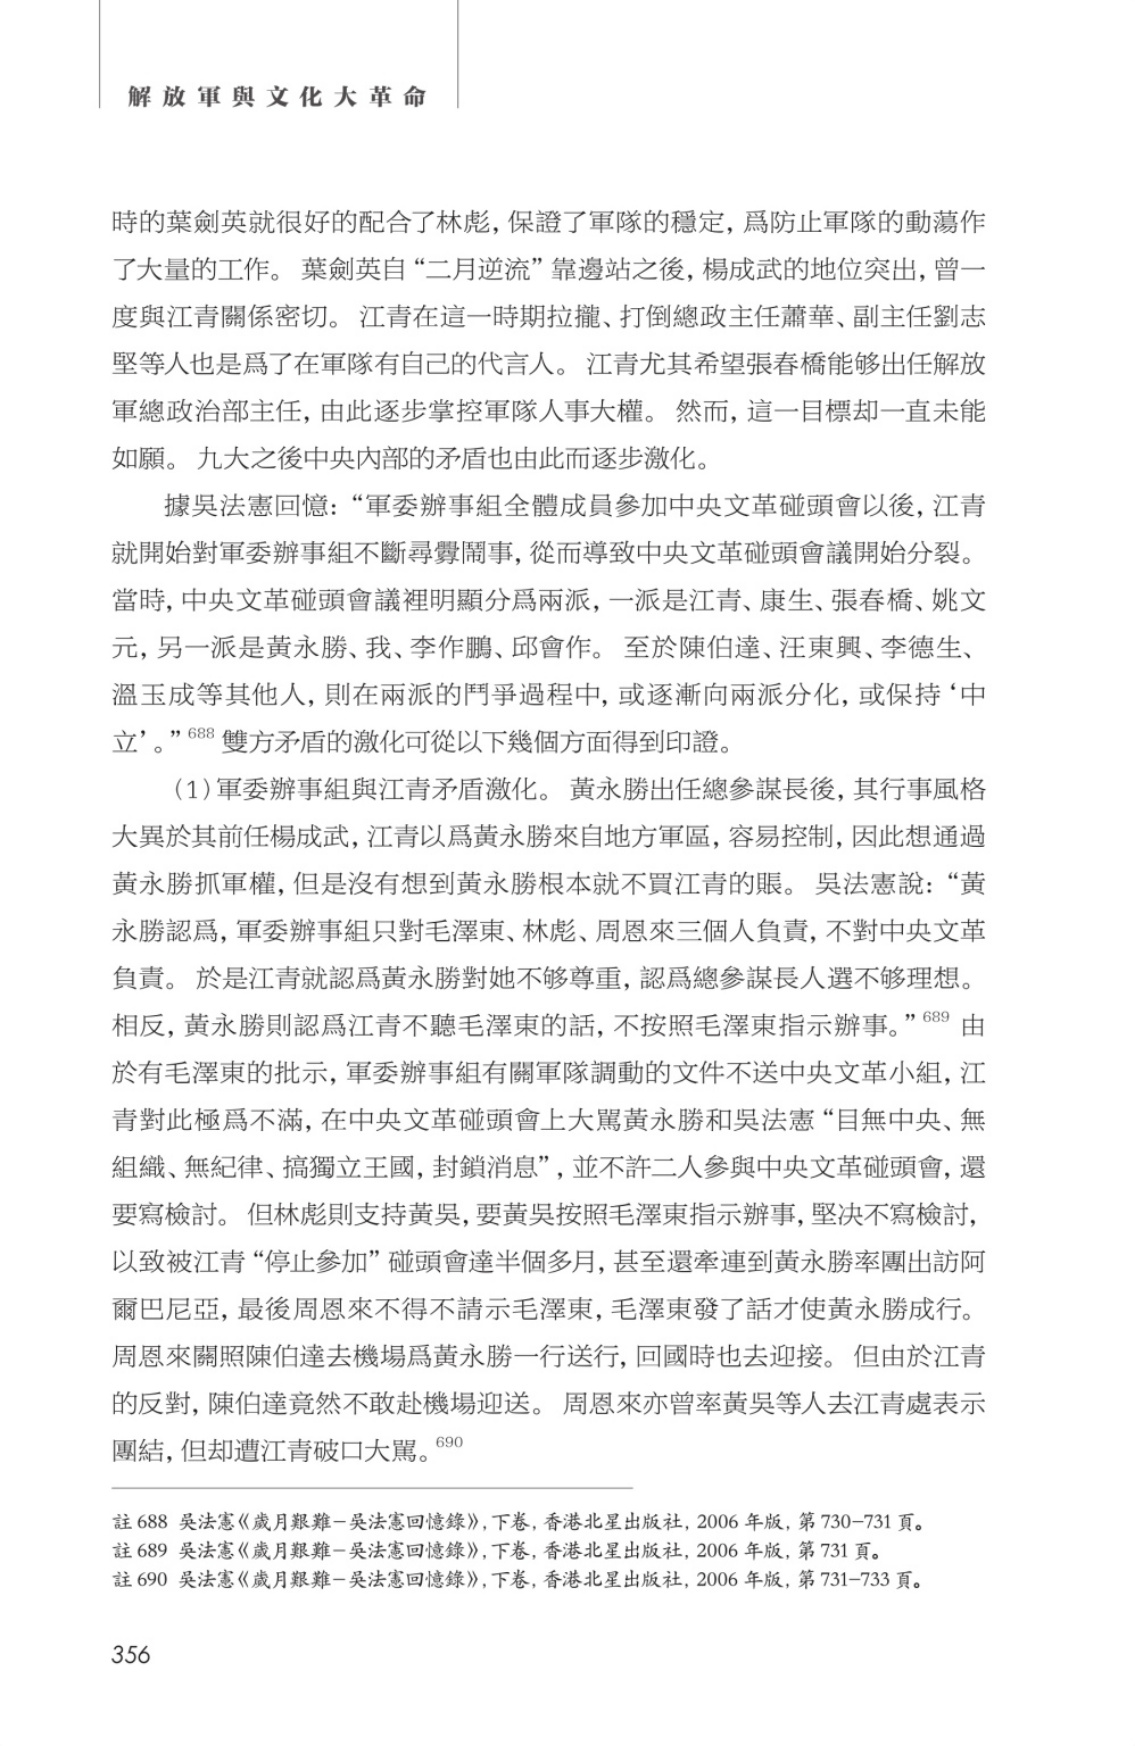 解放軍與文化大革命
時的葉劍英就很好的配合了林彪，保證了軍隊的穩定，爲防止軍隊的動蕩作
了大量的工作。 葉劍英自“二月逆流”靠邊站之後，楊成武的地位突出，曾一
度與江青關係密切。 江青在這一時期拉攏、打倒總政主任蕭華、副主任劉志
堅等人也是爲了在軍隊有自己的代言人。 江青尤其希望張春橋能够出任解放
軍總政治部主任，由此逐步掌控軍隊人事大權。 然而，這一目標却一直未能
如願。 九大之後中央內部的矛盾也由此而逐步激化。
據吳法憲回憶：“軍委辦事組全體成員參加中央文革碰頭會以後，江青
就開始對軍委辦事組不斷尋釁鬧事，從而導致中央文革碰頭會議開始分裂。
當時，中央文革碰頭會議裡明顯分爲兩派，一派是江青、康生、張春橋、姚文
元，另一派是黃永勝、我、李作鵬、邱會作。 至於陳伯達、汪東興、李德生、
溫玉成等其他人，則在兩派的鬥爭過程中，或逐漸向兩派分化，或保持‘中
立’。”688 雙方矛盾的激化可從以下幾個方面得到印證。
（1）軍委辦事組與江青矛盾激化。 黃永勝出任總參謀長後，其行事風格
大異於其前任楊成武，江青以爲黃永勝來自地方軍區，容易控制，因此想通過
黃永勝抓軍權，但是沒有想到黃永勝根本就不買江青的賬。 吳法憲說：“黃
永勝認爲，軍委辦事組只對毛澤東、林彪、周恩來三個人負責，不對中央文革
負責。 於是江青就認爲黃永勝對她不够尊重，認爲總參謀長人選不够理想。
相反，黃永勝則認爲江青不聽毛澤東的話，不按照毛澤東指示辦事。”689 由
於有毛澤東的批示，軍委辦事組有關軍隊調動的文件不送中央文革小組，江
青對此極爲不滿，在中央文革碰頭會上大駡黃永勝和吳法憲“目無中央、無
組織、無紀律、搞獨立王國，封鎖消息”，並不許二人參與中央文革碰頭會，還
要寫檢討。 但林彪則支持黃吳，要黃吳按照毛澤東指示辦事，堅決不寫檢討，
以致被江青“停止參加”碰頭會達半個多月，甚至還牽連到黃永勝率團出訪阿
爾巴尼亞，最後周恩來不得不請示毛澤東，毛澤東發了話才使黃永勝成行。
周恩來關照陳伯達去機場爲黃永勝一行送行，回國時也去迎接。 但由於江青
的反對，陳伯達竟然不敢赴機場迎送。 周恩來亦曾率黃吳等人去江青處表示
團結，但却遭江青破口大駡。690
註 688 吳法憲《歲月艱難－吳法憲回憶錄》，下卷，香港北星出版社，2006 年版，第 730–731 頁。
註 689 吳法憲《歲月艱難－吳法憲回憶錄》，下卷，香港北星出版社，2006 年版，第 731 頁。
註 690 吳法憲《歲月艱難－吳法憲回憶錄》，下卷，香港北星出版社，2006 年版，第 731–733 頁。
356